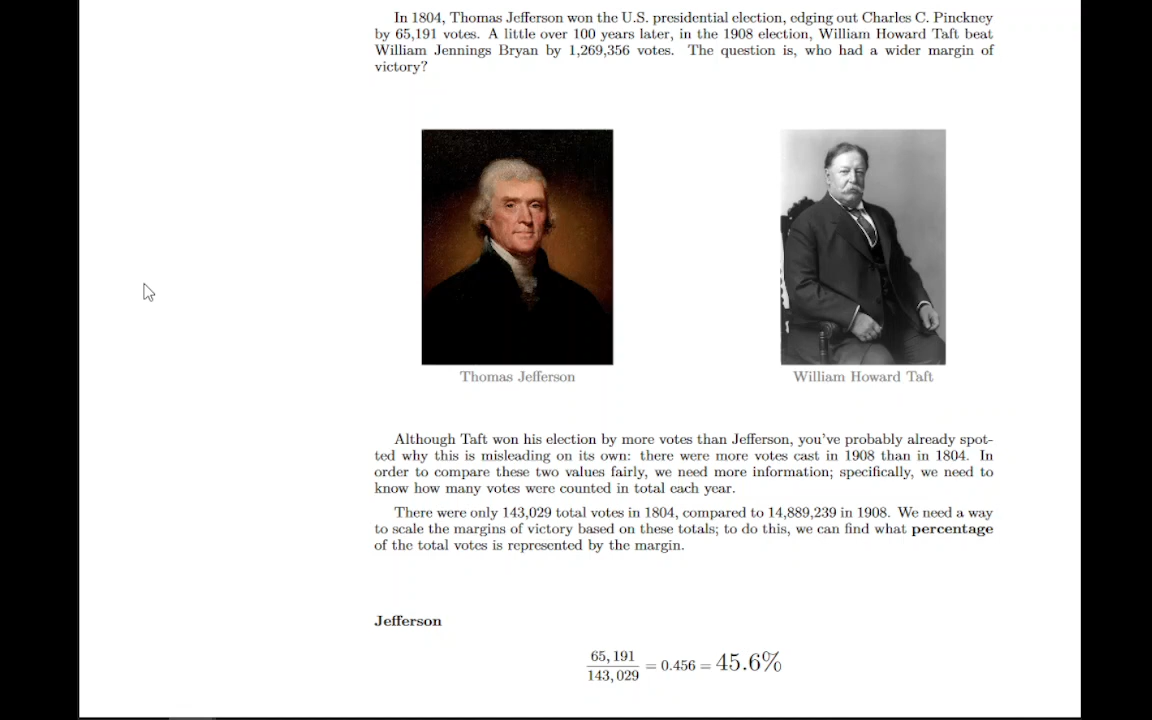 In 1804, Thomas Jefferson won the U.S. presidential election, edging out Charles C. Pinckney
by 65,191 votes. A little over 100 years later, in the 1908 election, William Howard Taft beat
William Jennings Bryan by 1,269,356 votes. The question is, who had a wider margin of
victory?
Thomas Jefferson
William Howard Taft
Although Taft won his election by more votes than Jefferson, you've probably already spot-
ted why this is misleading on its own: there were more votes cast in 1908 than in 1804. In
order to compare these two values fairly, we need more information; specifically, we need to
know how many votes were counted in total each year.
There were only 143,029 total votes in 1804, compared to 14,889,239 in 1908. We need a way
to scale the margins of victory based on these totals; to do this, we can find what percentage
of the total votes is represented by the margin.
Jefferson
65,191
143,029
= 0.456 = 45.6%